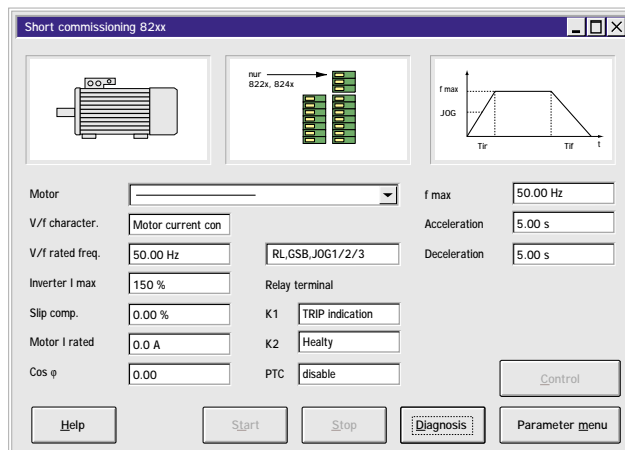 Short commissioning 82xx
nur
822x, 824x
f max
JOG
Tir
Tif
t
Motor
f max
50.00 Hz
V/f character.
Motor current con
Acceleration
5.00 s
V/f rated freq.
50.00 Hz
RL,GSB,JOG1/2/3
Deceleration
5.00 s
Inverter I max
150 %
Relay terminal
Slip comp.
0.00 %
K1
TRIP indication
Motor I rated
0.0 A
K2
Healty
Cos φ
0.00
PTC
disable
Control
Help
Start
Stop
Diagnosis
Parameter menu